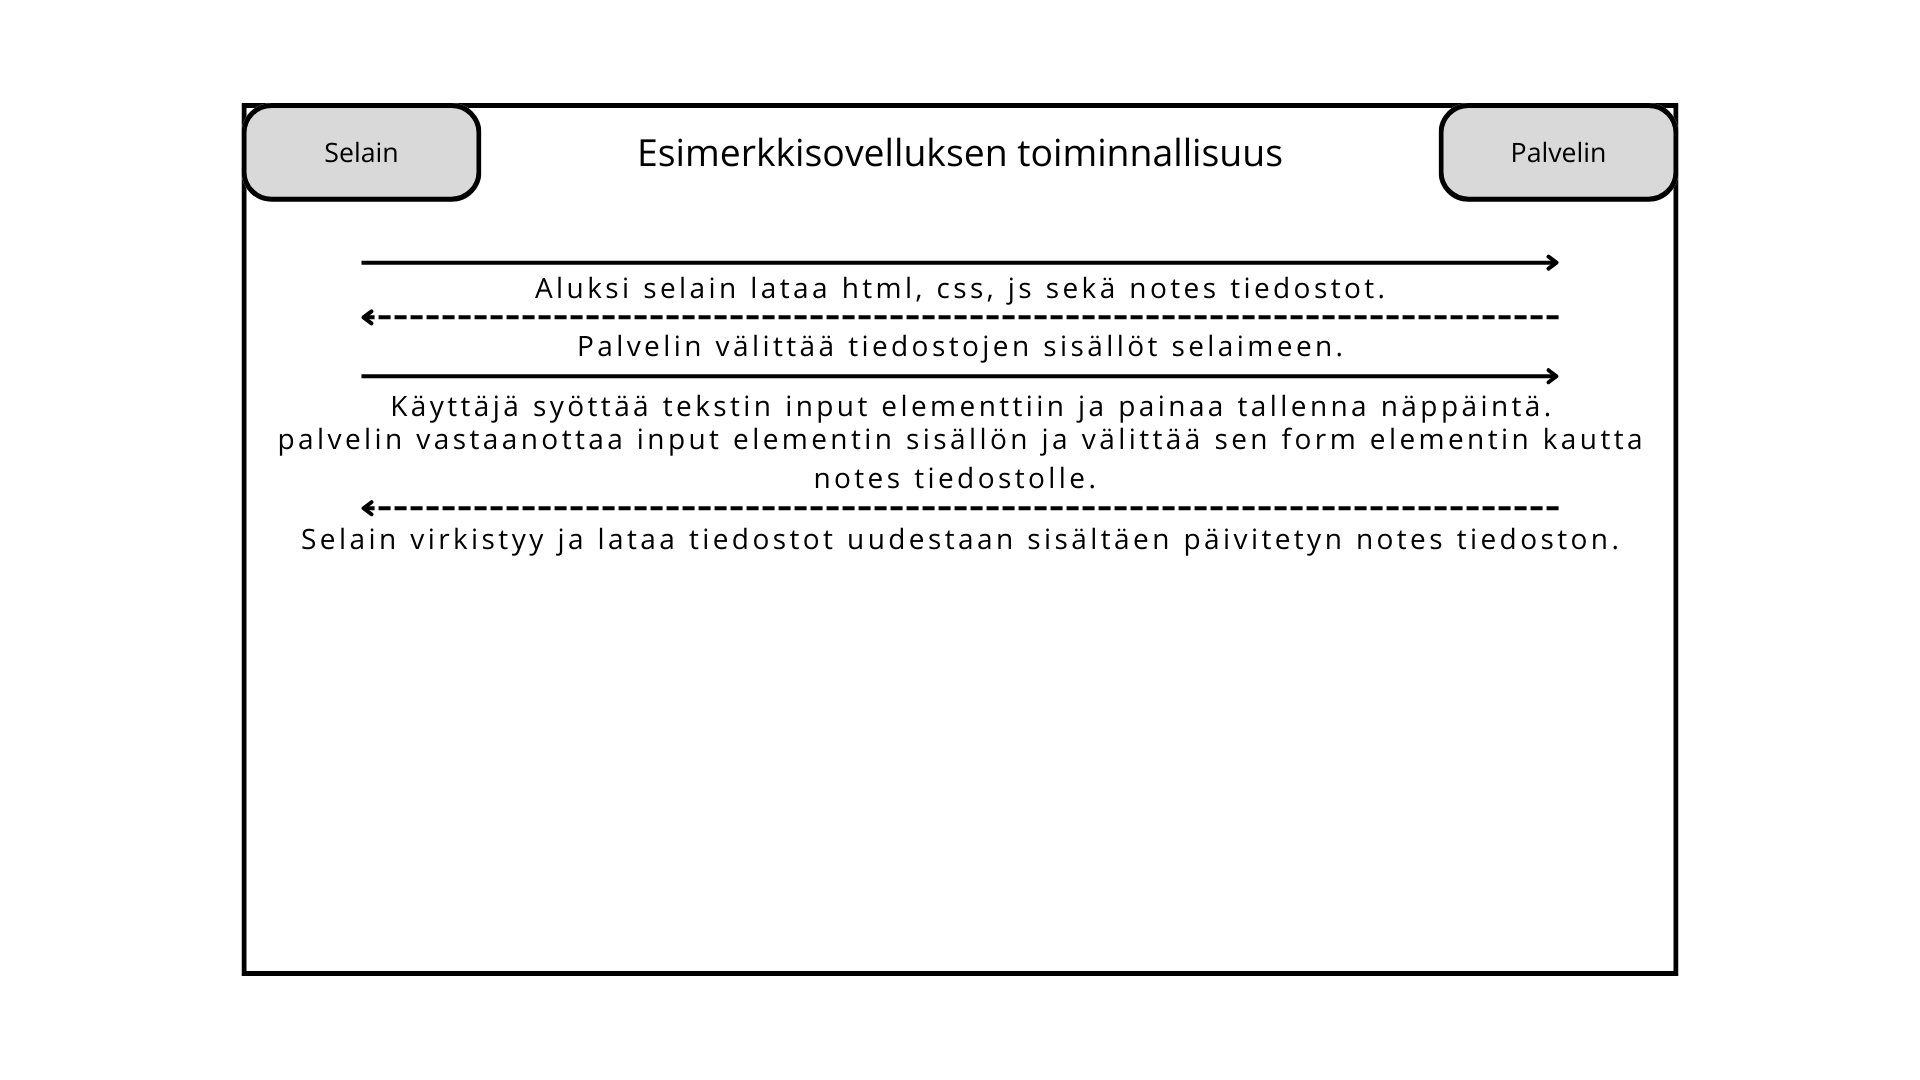 Selain
Esimerkkisovelluksen toiminnallisuus
Palvelin
Aluksi selain lataa html, css, js sekä notes tiedostot.
Palvelin välittää tiedostojen sisällöt selaimeen.
Käyttäjä syöttää tekstin input elementtiin ja painaa tallenna näppäintä.
palvelin vastaanottaa input elementin sisällön ja välittää sen form elementin kautta
notes tiedostolle.
Selain virkistyy ja lataa tiedostot uudestaan sisältäen päivitetyn notes tiedoston.